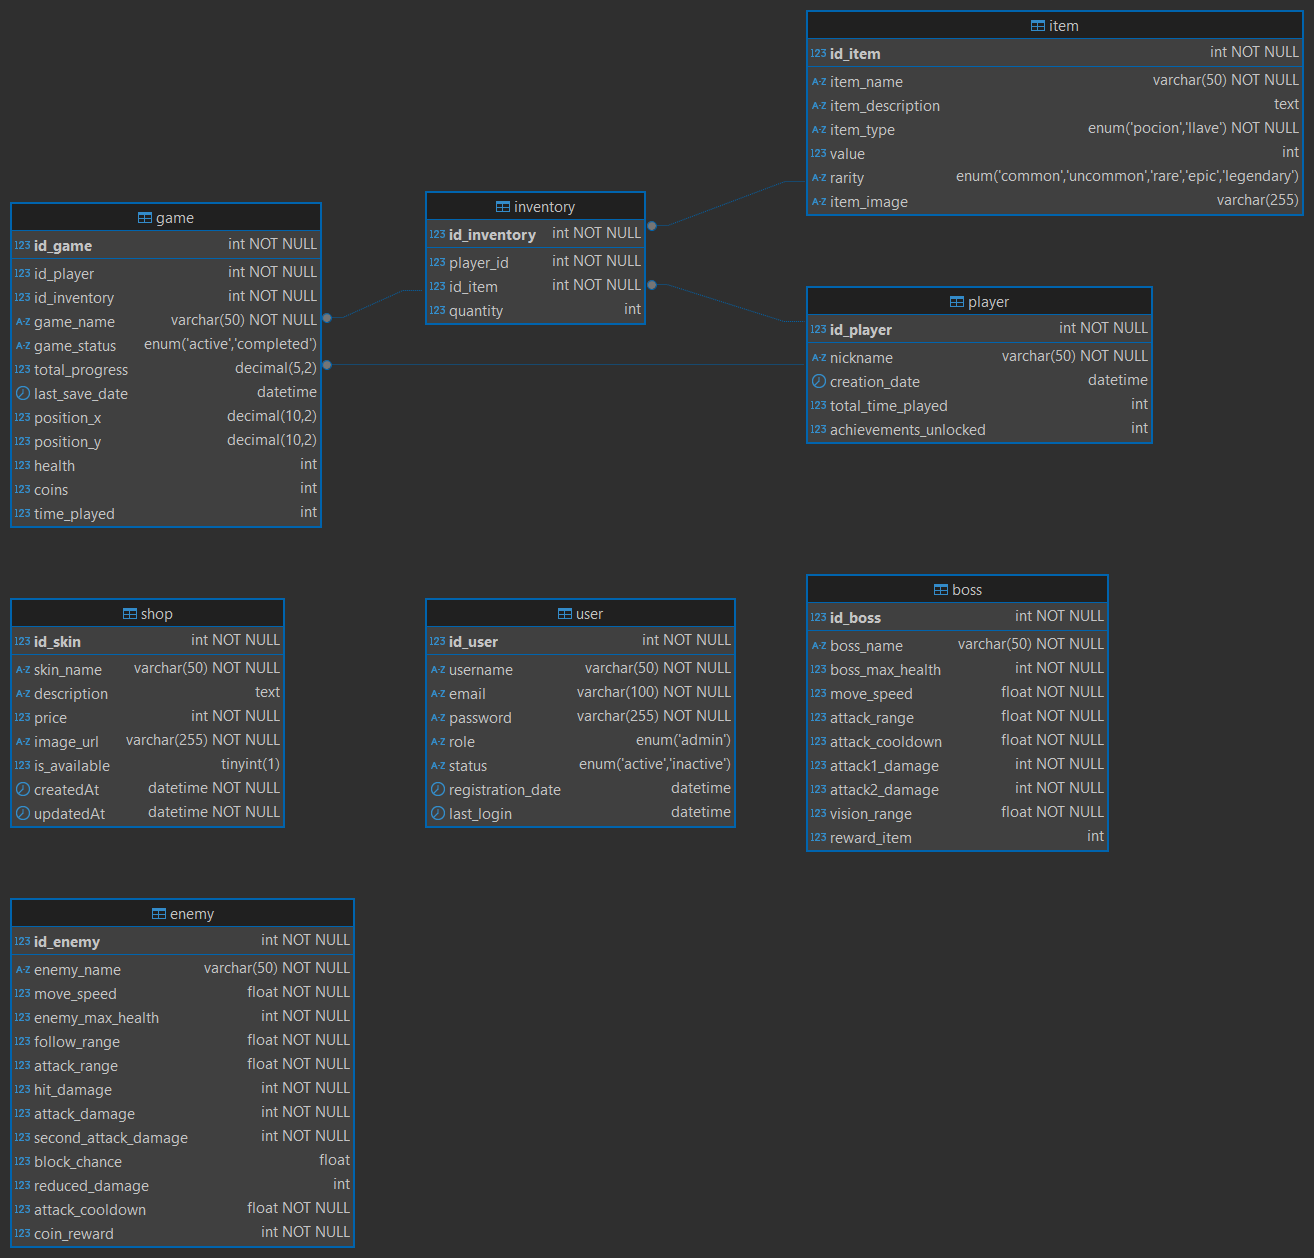 item
123 id_item int NOT NULL
A-Z item_name varchar(50) NOT NULL
A-Z item_description text
A-Z item_type enum('pocion','llave') NOT NULL
123 value int
A-Z rarity enum('common','uncommon','rare','epic','legendary')
A-Z item_image varchar(255)
game
123 id_game int NOT NULL
123 id_player int NOT NULL
123 id_inventory int NOT NULL
A-Z game_name varchar(50) NOT NULL
A-Z game_status enum('active','completed')
123 total_progress decimal(5,2)
last_save_date datetime
123 position_x decimal(10,2)
123 position_y decimal(10,2)
123 health int
123 coins int
123 time_played int
inventory
123 id_inventory int NOT NULL
123 player_id int NOT NULL
123 id_item int NOT NULL
123 quantity int
player
123 id_player int NOT NULL
A-Z nickname varchar(50) NOT NULL
creation_date datetime
123 total_time_played int
123 achievements_unlocked int
shop
123 id_skin int NOT NULL
A-Z skin_name varchar(50) NOT NULL
A-Z description text
123 price int NOT NULL
A-Z image_url varchar(255) NOT NULL
123 is_available tinyint(1)
createdAt datetime NOT NULL
updatedAt datetime NOT NULL
user
123 id_user int NOT NULL
A-Z username varchar(50) NOT NULL
A-Z email varchar(100) NOT NULL
A-Z password varchar(255) NOT NULL
A-Z role enum('admin')
A-Z status enum('active','inactive')
registration_date datetime
last_login datetime
boss
123 id_boss int NOT NULL
A-Z boss_name varchar(50) NOT NULL
123 boss_max_health int NOT NULL
123 move_speed float NOT NULL
123 attack_range float NOT NULL
123 attack_cooldown float NOT NULL
123 attack1_damage int NOT NULL
123 attack2_damage int NOT NULL
123 vision_range float NOT NULL
123 reward_item int
enemy
123 id_enemy int NOT NULL
A-Z enemy_name varchar(50) NOT NULL
123 move_speed float NOT NULL
123 enemy_max_health int NOT NULL
123 follow_range float NOT NULL
123 attack_range float NOT NULL
123 hit_damage int NOT NULL
123 attack_damage int NOT NULL
123 second_attack_damage int NOT NULL
123 block_chance float
123 reduced_damage int
123 attack_cooldown float NOT NULL
123 coin_reward int NOT NULL